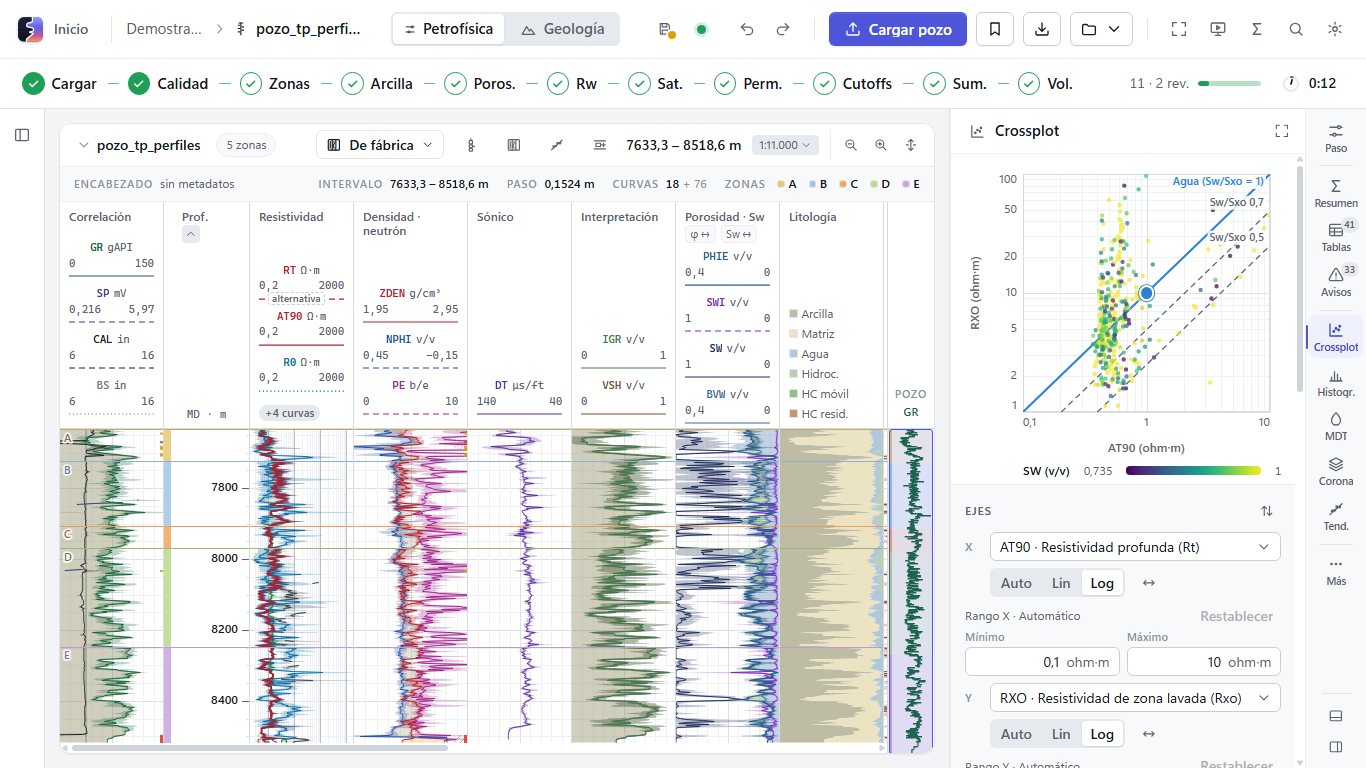 Inicio
Demostra...
pozo_tp_perfi...
Petrofísica
Geología
Cargar pozo
Cargar
Calidad
Zonas
Arcilla
Poros.
Rw
Sat.
Perm.
Cutoffs
Sum.
Vol.
11 · 2 rev.
0:12
pozo_tp_perfiles
5 zonas
De fábrica
7633,3 – 8518,6 m
1:11.000
ENCABEZADO sin metadatos
INTERVALO 7633,3 – 8518,6 m
PASO 0,1524 m
CURVAS 18 + 76
ZONAS A B C D E
Correlación
GR gAPI
0 150
SP mV
0,216 5,97
CAL in
6 16
BS in
6 16
Prof.
MD · m
Resistividad
RT Ω·m
0,2 2000
alternativa
AT90 Ω·m
0,2 2000
R0 Ω·m
0,2 2000
+4 curvas
Densidad ·
neutrón
ZDEN g/cm³
1,95 2,95
NPHI v/v
0,45 −0,15
PE b/e
0 10
Sónico
DT µs/ft
140 40
Interpretación
IGR v/v
0 1
VSH v/v
0 1
Porosidad · Sw
φ ↔ Sw ↔
PHIE v/v
0,4 0
SWI v/v
1 0
SW v/v
1 0
BVW v/v
0,4 0
Litología
Arcilla
Matriz
Agua
Hidroc.
HC móvil
HC resid.
POZO
GR
A
B
C
D
E
7800
8000
8200
8400
Crossplot
100
50
20
10
5
2
1
RXO (ohm·m)
Agua (Sw/Sxo = 1)
Sw/Sxo 0,7
Sw/Sxo 0,5
0,1 1 10
AT90 (ohm·m)
SW (v/v) 0,735 1
EJES
X AT90 · Resistividad profunda (Rt)
Auto Lin Log
Rango X · Automático Restablecer
Mínimo Máximo
0,1 ohm·m 10 ohm·m
Y RXO · Resistividad de zona lavada (Rxo)
Auto Lin Log
Rango Y · Automático Restablecer
Paso
Resumen
41
Tablas
33
Avisos
Crossplot
Histogr.
MDT
Corona
Tend.
Más